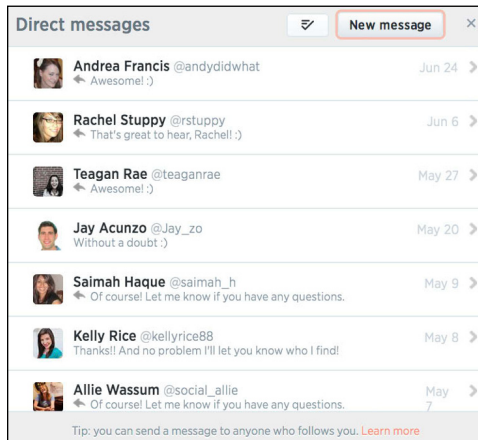 Direct messages
New message
×
Andrea Francis @andydidwhat
Jun 24
Awesome! :)
Rachel Stuppy @rstuppy
Jun 6
That's great to hear, Rachel! :)
Teagan Rae @teaganrae
May 27
Awesome! :)
Jay Acunzo @Jay_zo
May 20
Without a doubt :)
Saimah Haque @saimah_h
May 9
Of course! Let me know if you have any questions.
Kelly Rice @kellyrice88
May 8
Thanks!! And no problem I'll let you know who I find!
Allie Wassum @social_allie
May
7
Of course! Let me know if you have any questions.
Tip: you can send a message to anyone who follows you. Learn more